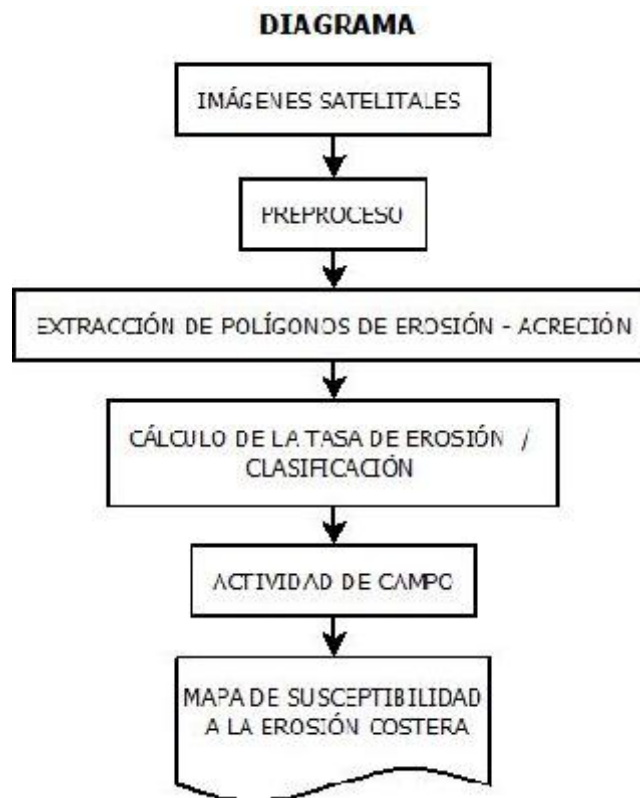 DIAGRAMA
IMÁGENES SATELITALES
PREPROCESO
EXTRACCIÓN DE POLÍGONOS DE EROSIÓN - ACRECIÓN
CÁLCULO DE LA TASA DE EROSIÓN /
CLASIFICACIÓN
ACTIVIDAD DE CAMPO
MAPA DE SUSCEPTIBILIDAD
A LA EROSIÓN COSTERA